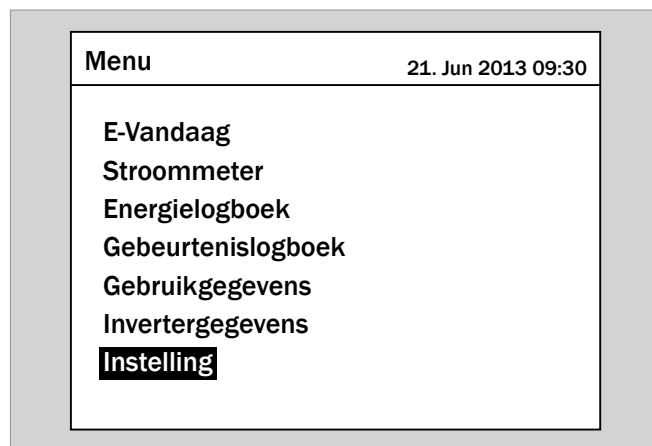 Menu
21. Jun 2013 09:30
E-Vandaag
Stroommeter
Energielogboek
Gebeurtenislogboek
Gebruikgegevens
Invertergegevens
Instelling